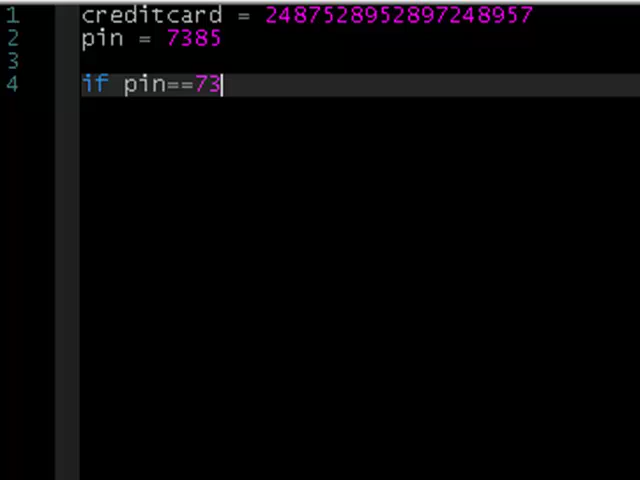 1 creditcard = 2487528952897248957
2 pin = 7385
3
4 if pin==73